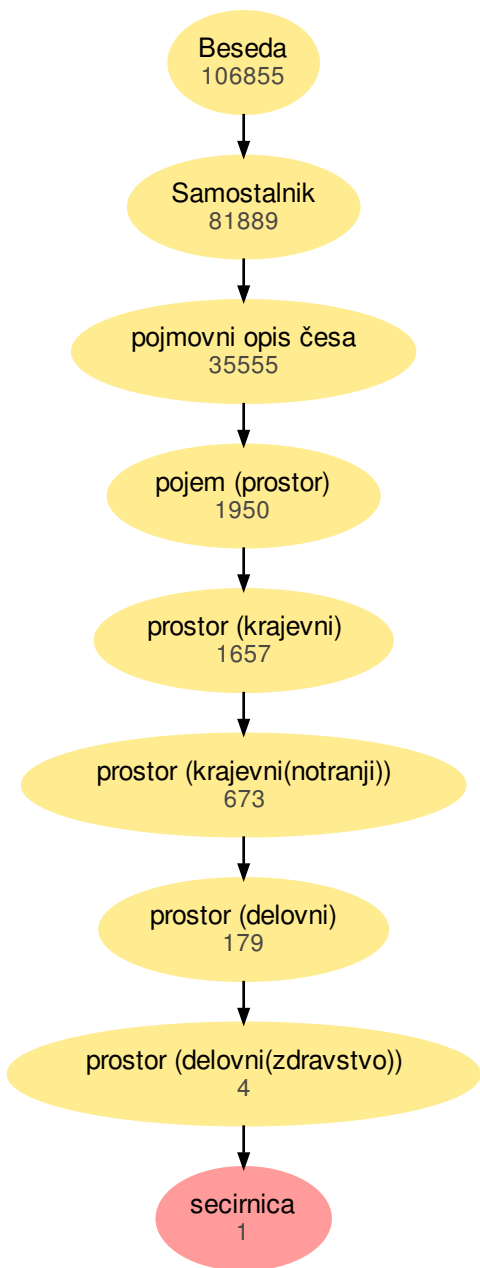 Beseda
106855
Samostalnik
81889
pojmovni opis česa
35555
pojem (prostor)
1950
prostor (krajevni)
1657
prostor (krajevni(notranji))
673
prostor (delovni)
179
prostor (delovni(zdravstvo))
4
secirnica
1